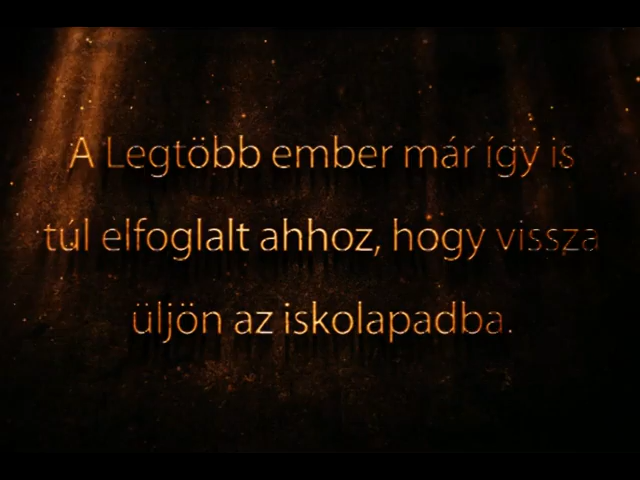 A Legtöbb ember már így is
túl elfoglalt ahhoz, hogy vissza
üljön az iskolapadba.